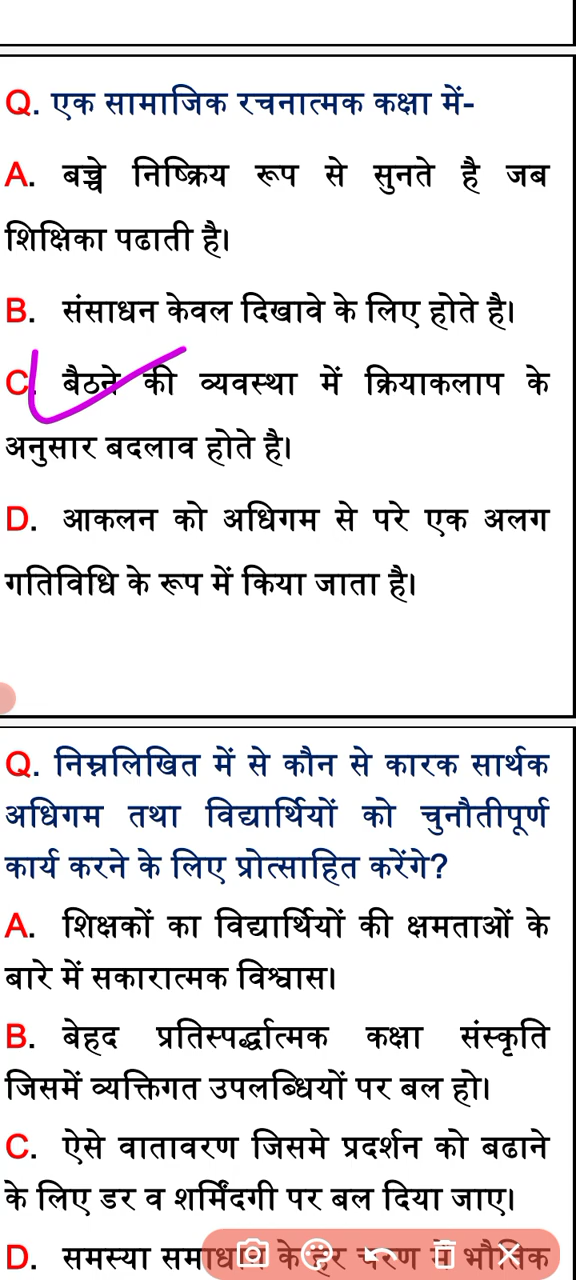 Q. एक सामाजिक रचनात्मक कक्षा में-
A. बच्चे निष्क्रिय रूप से सुनते है जब
शिक्षिका पढाती है।
B. संसाधन केवल दिखावे के लिए होते है।
C. बैठने की व्यवस्था में क्रियाकलाप के
अनुसार बदलाव होते है।
D. आकलन को अधिगम से परे एक अलग
गतिविधि के रूप में किया जाता है।
Q. निम्नलिखित में से कौन से कारक सार्थक
अधिगम तथा विद्यार्थियों को चुनौतीपूर्ण
कार्य करने के लिए प्रोत्साहित करेंगे?
A. शिक्षकों का विद्यार्थियों की क्षमताओं के
बारे में सकारात्मक विश्वास।
B. बेहद प्रतिस्पर्द्धात्मक कक्षा संस्कृति
जिसमें व्यक्तिगत उपलब्धियों पर बल हो।
C. ऐसे वातावरण जिसमे प्रदर्शन को बढाने
के लिए डर व शर्मिंदगी पर बल दिया जाए।
D. समस्या समाधान के हर चरण में भौतिक